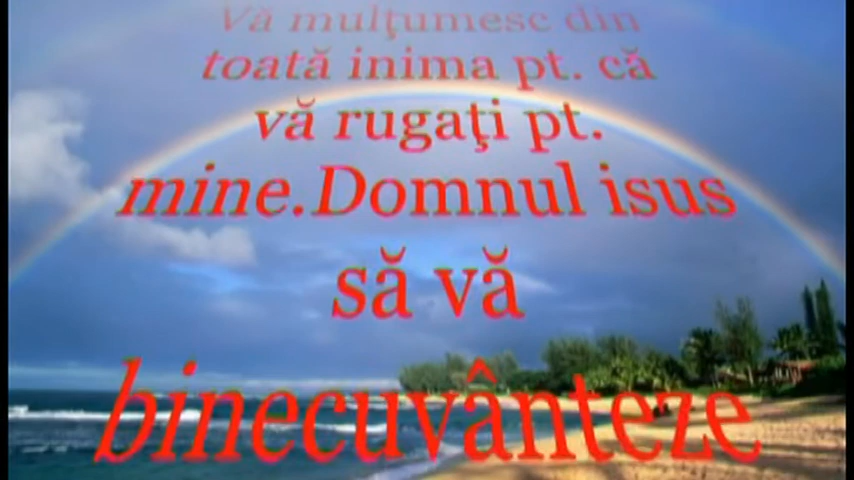 Vă mulţumesc din
toată inima pt. că
vă rugaţi pt.
mine.Domnul isus
să vă
binecuvânteze